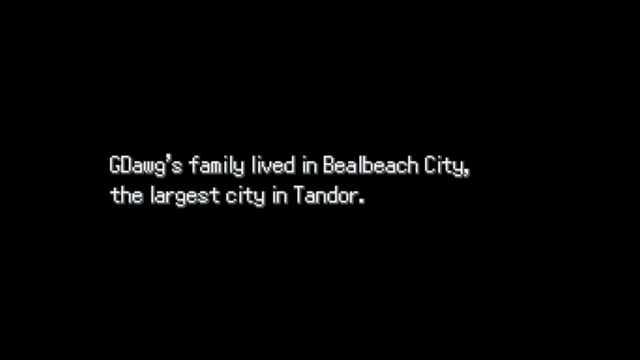 GDawg's family lived in Bealbeach City,
the largest city in Tandor.